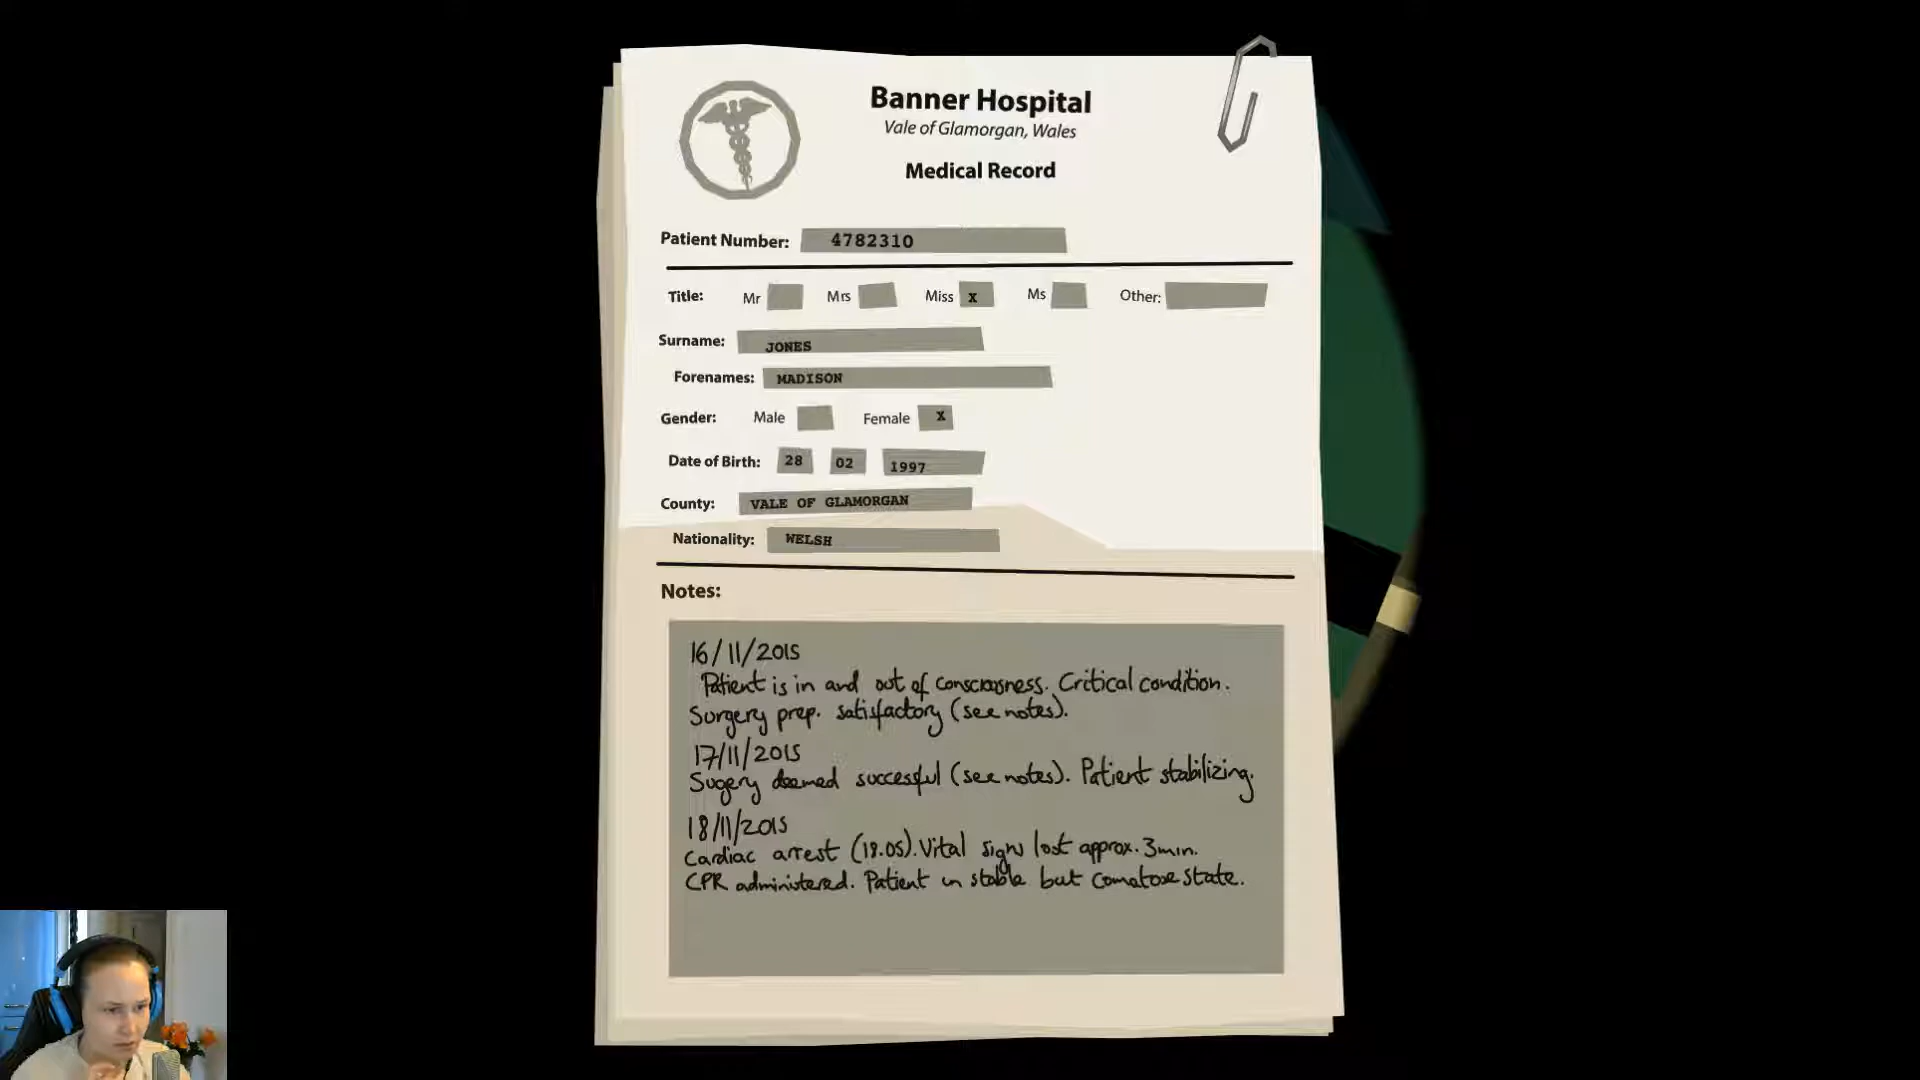 Banner Hospital
Vale of Glamorgan, Wales
Medical Record
Patient Number: 4782310
Title: Mr Mrs Miss x Ms Other:
Surname: JONES
Forenames: MADISON
Gender: Male Female X
Date of Birth: 28 02 1997
County: VALE OF GLAMORGAN
Nationality: WELSH
Notes:
16/11/2015
Patient is in and out of consciousness. Critical condition.
Surgery prep. satisfactory (see notes).
17/11/2015
Sugery deemed succesful (see notes). Patient stabilizing.
18/11/2015
Cardiac arrest (19.05). Vital signs lost approx. 3min.
CPR administered. Patient in stable but comatose state.